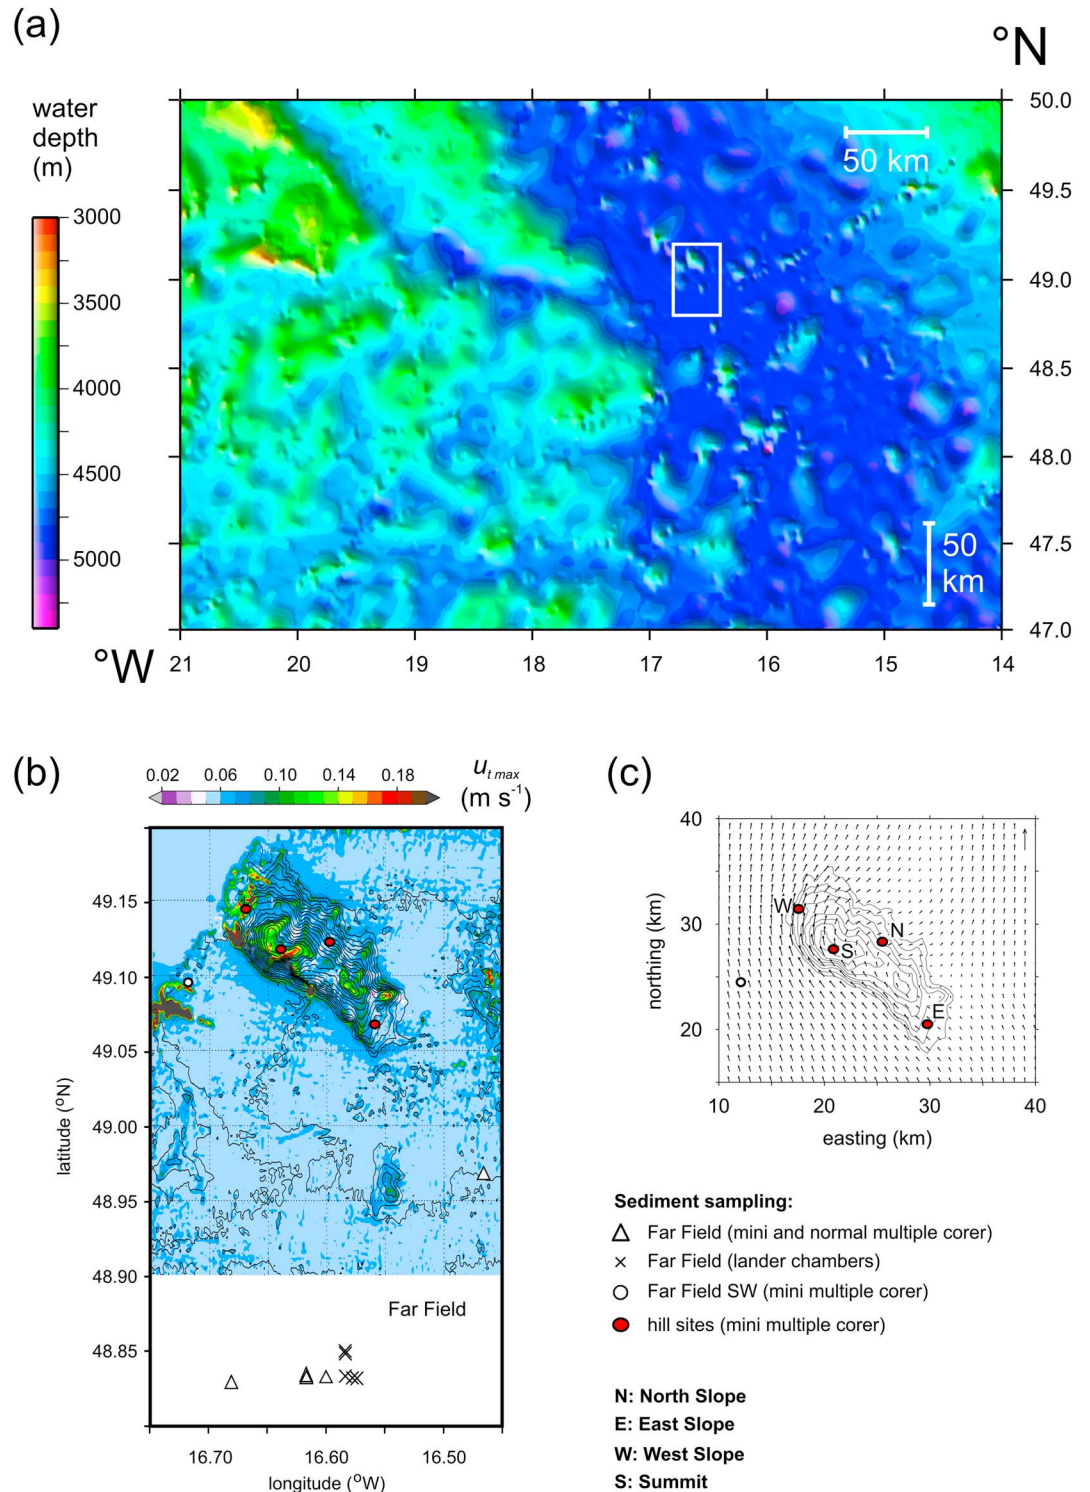 (a)
°N
water
depth
(m)
3000
3500
4000
4500
5000
50 km
50
km
50.0
49.5
49.0
48.5
48.0
47.5
47.0
°W
21 20 19 18 17 16 15 14
(b)
0.02 0.06 0.10 0.14 0.18
u t max
(m s⁻¹)
latitude (°N)
49.15
49.10
49.05
49.00
48.95
48.90
48.85
Far Field
16.70 16.60 16.50
longitude (°W)
(c)
northing (km)
40
30
20
W
N
S
E
10 20 30 40
easting (km)
Sediment sampling:
Far Field (mini and normal multiple corer)
Far Field (lander chambers)
Far Field SW (mini multiple corer)
hill sites (mini multiple corer)
N: North Slope
E: East Slope
W: West Slope
S: Summit